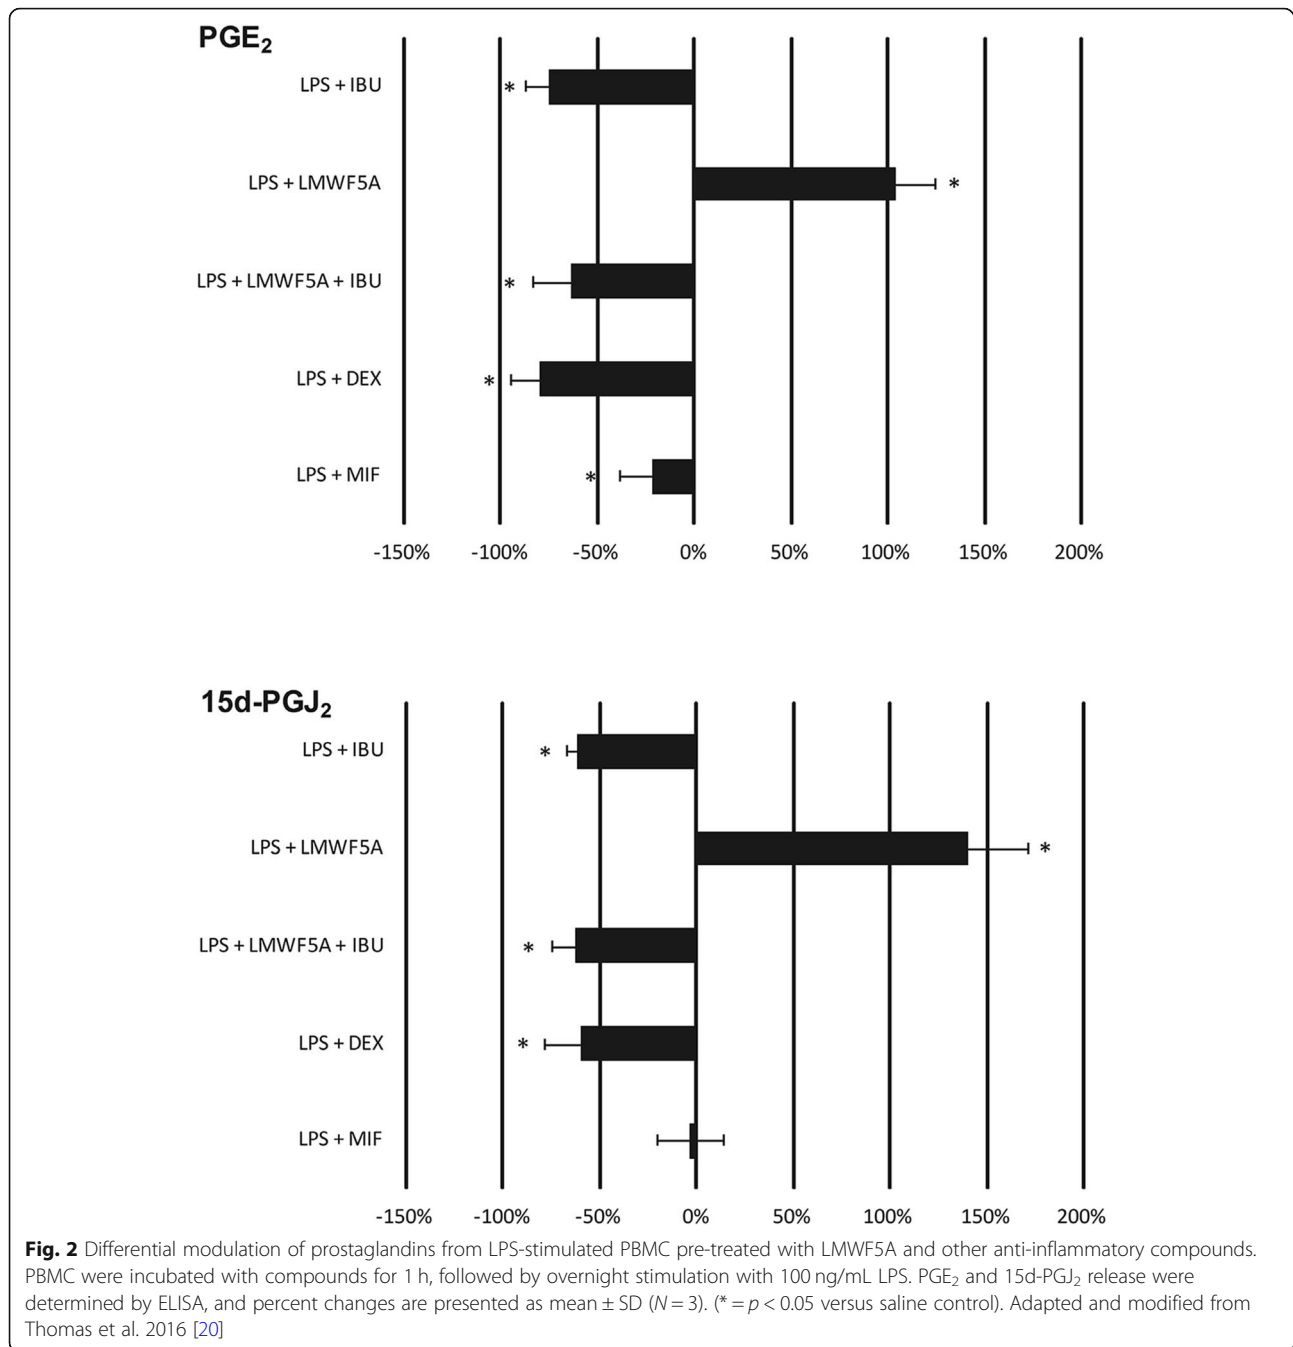 PGE₂
LPS + IBU
*
LPS + LMWF5A
*
LPS + LMWF5A + IBU
*
LPS + DEX
*
LPS + MIF
*
-150% -100% -50% 0% 50% 100% 150% 200%
15d-PGJ₂
LPS + IBU
*
LPS + LMWF5A
*
LPS + LMWF5A + IBU
*
LPS + DEX
*
LPS + MIF
-150% -100% -50% 0% 50% 100% 150% 200%
Fig. 2 Differential modulation of prostaglandins from LPS-stimulated PBMC pre-treated with LMWF5A and other anti-inflammatory compounds.
PBMC were incubated with compounds for 1 h, followed by overnight stimulation with 100 ng/mL LPS. PGE₂ and 15d-PGJ₂ release were
determined by ELISA, and percent changes are presented as mean ± SD (N = 3). (* = p < 0.05 versus saline control). Adapted and modified from
Thomas et al. 2016 [20]